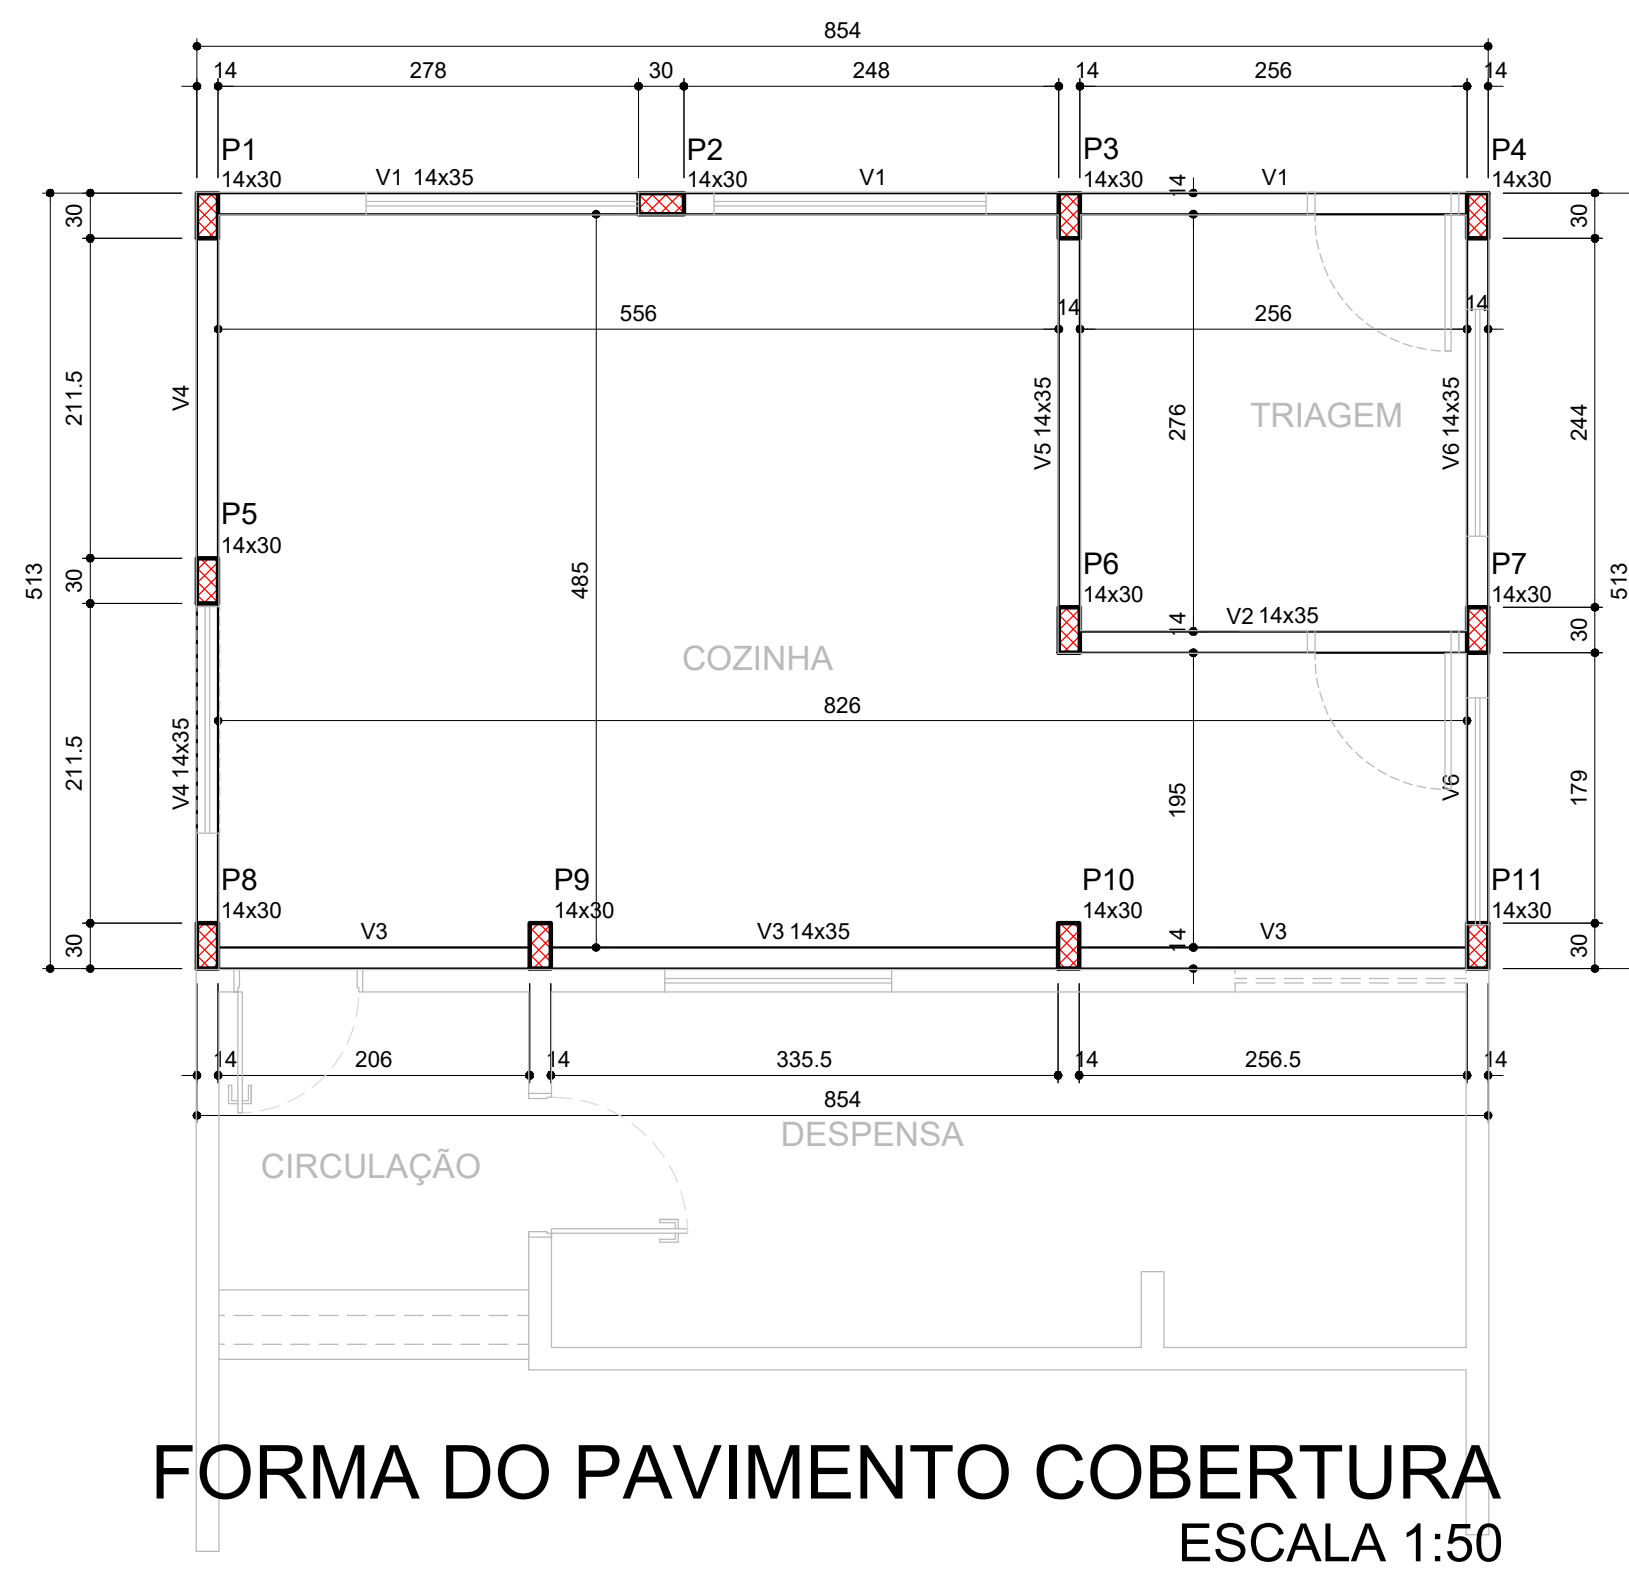 854
14 278 30 248 14 256 14
P1 P2 P3 P4
14x30 V1 14x35 14x30 V1 14x30 14 V1 14x30
30 30
556 14 256 14
211.5 V4 V5 14x35 276 TRIAGEM V6 14x35 244
P5
14x30
513 30 485 P6 P7 513
14x30 14x30
14 V2 14x35 30
COZINHA
826
211.5 V4 14x35 195 V6 179
P8 P9 P10 P11
14x30 14x30 14x30 14x30
30 V3 V3 14x35 14 V3 30
14 206 14 335.5 14 256.5 14
854
DESPENSA
CIRCULAÇÃO
FORMA DO PAVIMENTO COBERTURA
ESCALA 1:50